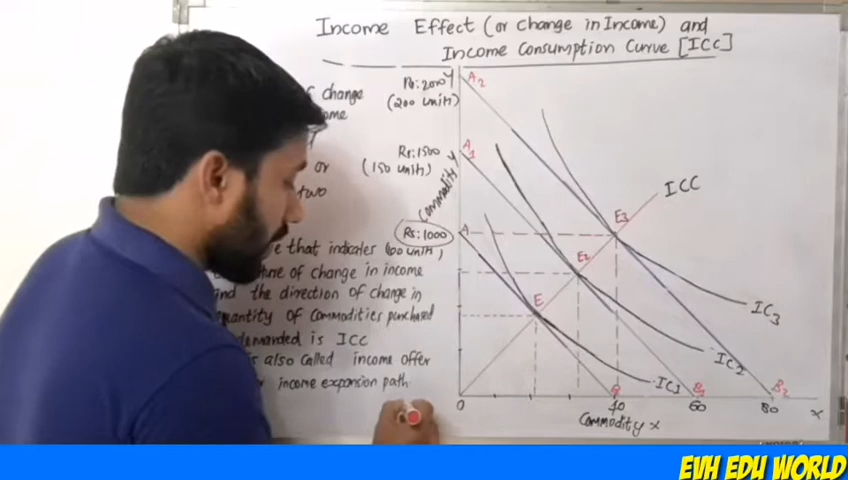 Income Effect (or change in Income) and
Income Consumption Curve [ICC]
of change
or
two
that indicates
of change in income
and the direction of change in
quantity of commodities purchased
demanded is ICC
is also called income offer
income expansion path
Rs:2000
(200 units)
Rs:1500
(150 units)
Rs:1000
Y
A2
A1
A
Commodity Y
E3
E2
E
ICC
IC3
IC2
IC1
B
B1
B2
0
40
60
80
x
Commodity x
EVH EDU WORLD